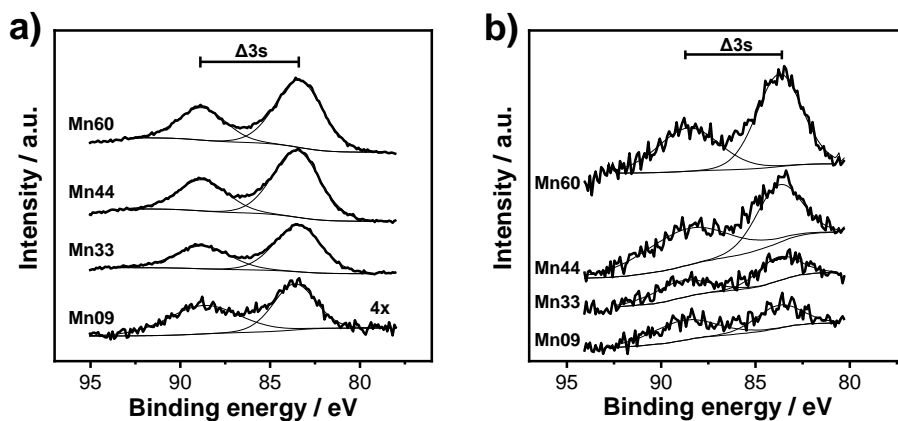 a)
Δ3s
Intensity / a.u.
Mn60
Mn44
Mn33
Mn09
4x
95 90 85 80
Binding energy / eV
b)
Δ3s
Intensity / a.u.
Mn60
Mn44
Mn33
Mn09
95 90 85 80
Binding energy / eV